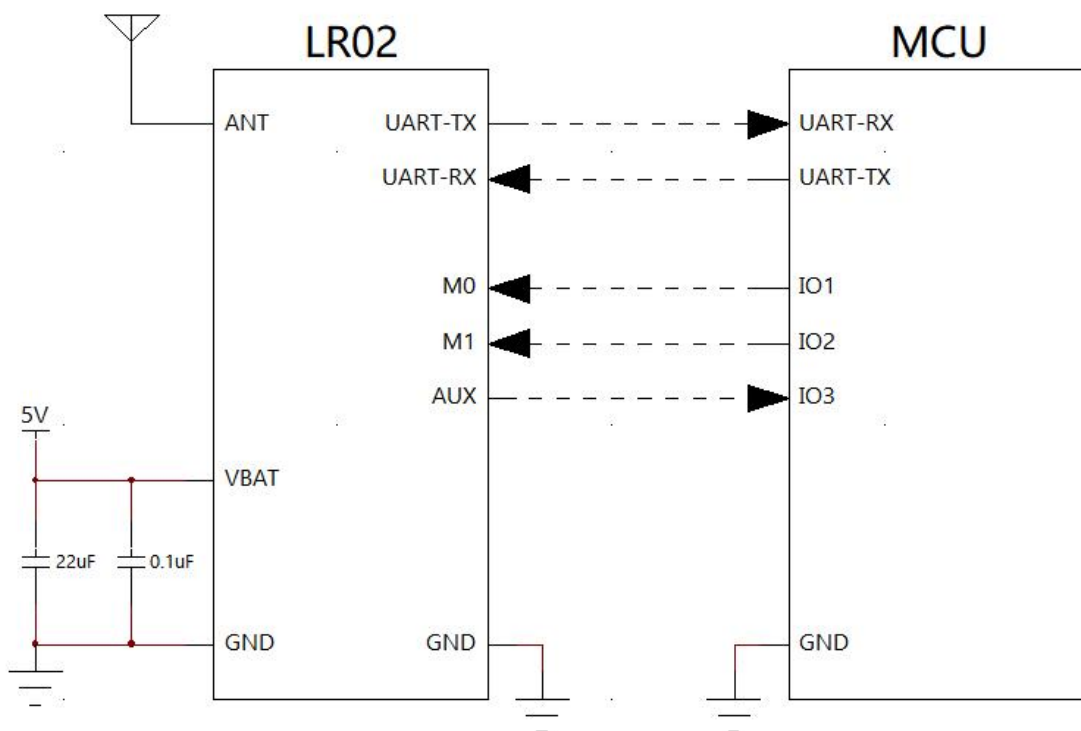 LR02
MCU
ANT
UART-TX
UART-RX
UART-RX
UART-TX
M0
IO1
M1
IO2
AUX
IO3
5V
VBAT
22uF
0.1uF
GND
GND
GND